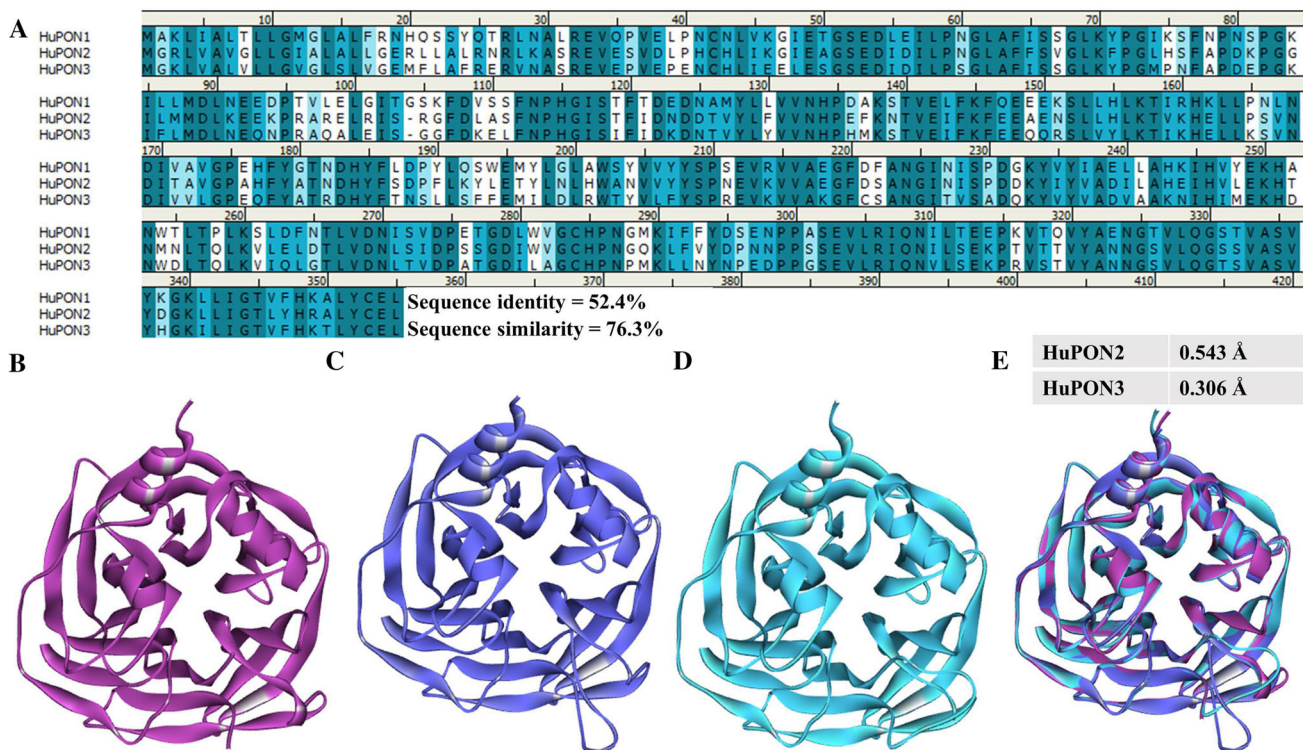 A
10 20 30 40 50 60 70 80
HuPON1 MAKLIALTLLGMGLALFRNHQSSYQTRLNALREVQPVELPNCNLVKGIETGSEDLEILPNGLAFISSGLKYPGIKSFNPNSPGK
HuPON2 MGRLVAVGLLGIALALLGERLLALRNRLKASREVESVDLPHCHLIKGIEAGSEDIDILPNGLAFFSVGLKFPGLHSFAPDKPGG
HuPON3 MGKLVALVLLGVGLSLVGEMFLAFRERVNASREVEPVEPENCHLIEELESGSEDIDILPSGLAFISSGLKYPGMPNFAPDEPGK
90 100 110 120 130 140 150 160
HuPON1 ILLMDLNEEDPTVLELGITGSKFDVSSFNPHGISTFTDEDNAMYLLVVNHPDAKSTVELFKFQEEEKSLLHLKTIRHKLLPNLN
HuPON2 ILMMDLKEEKPRARELRIS-RGFDLASFNPHGISTFIDNDDTVYLFVVNHPEFKNTVEIFKFEEAENSLLHLKTVKHELLPSVN
HuPON3 IFLMDLNEQNPRAQALEIS-GGFDKELFNPHGISIFIDKDNTVYLYVVNHPHMKSTVEIFKFEEQQRSLVYLKTIKHELLKSVN
170 180 190 200 210 220 230 240 250
HuPON1 DIVAVGPEHFYGTNDHYFLDPYLQSWEMYLGLAWSYVVYYSPSEVRVVAEGFDFANGINISPDGKYVYIAELLAHKIHVYEKHA
HuPON2 DITAVGPAHFYATNDHYFSDPFLKYLETYLNLHWANVVYYSPNEVKVVAEGFDSANGINISPDDKYIYVADVLAHEIHVLEKHT
HuPON3 DIVVLGPEQFYATRDHYFTNSLLSFFEMILDLRWTYVLFYSPREVKVVAKGFCSANGITVSADQKYVYVADVAAKNIHIMEKHD
260 270 280 290 300 310 320 330
HuPON1 NWTLTPLKSLDFNTLVDNISVDPETGDLWVGCHPNGMKIFFYDSENPPASEVLRIQNILTEEPKVTQVYAENGTVLQGSTVASV
HuPON2 NMNLTQLKVLELDTLVDNLSIDPSSGDIWVGCHPNGQKLFVYDPNNPPSSEVLRIQNILSEKPTVTTVYANNGSVLQGSSVASV
HuPON3 NWDLTQLKVIQLGTLVDNLTVDPATGDILAGCHPNPMKLLNYNPEDPPGSEVLRIQNVLSEKPRVSTVYANNGSVLQGTSVASV
340 350 360 370 380 390 400 410 420
HuPON1 YKGKLLIGTVFHKALYCEL Sequence identity = 52.4%
HuPON2 YDGKLLIGTLYHRALYCEL
HuPON3 YHGKILIGTVFHKTLYCEL Sequence similarity = 76.3%
B C D E
HuPON2 0.543 Å
HuPON3 0.306 Å